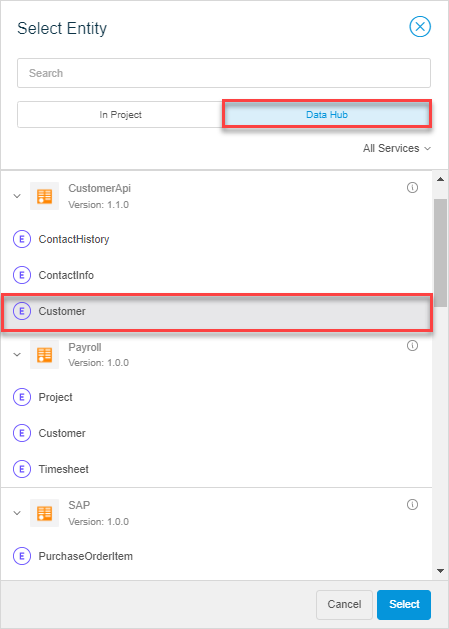 Select Entity
Search
In Project
Data Hub
All Services
CustomerApi
Version: 1.1.0
E ContactHistory
E ContactInfo
E Customer
Payroll
Version: 1.0.0
E Project
E Customer
E Timesheet
SAP
Version: 1.0.0
E PurchaseOrderItem
Cancel
Select